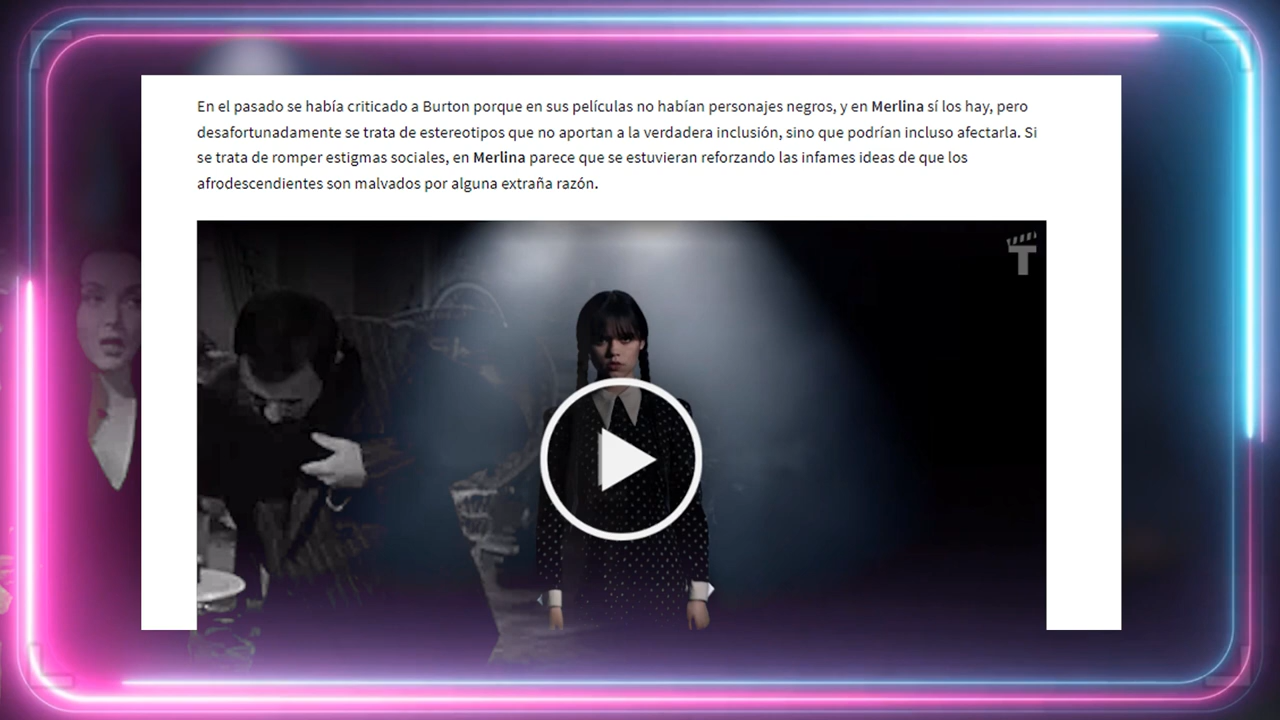 En el pasado se había criticado a Burton porque en sus películas no habían personajes negros, y en Merlina sí los hay, pero
desafortunadamente se trata de estereotipos que no aportan a la verdadera inclusión, sino que podrían incluso afectarla. Si
se trata de romper estigmas sociales, en Merlina parece que se estuvieran reforzando las infames ideas de que los
afrodescendientes son malvados por alguna extraña razón.
T